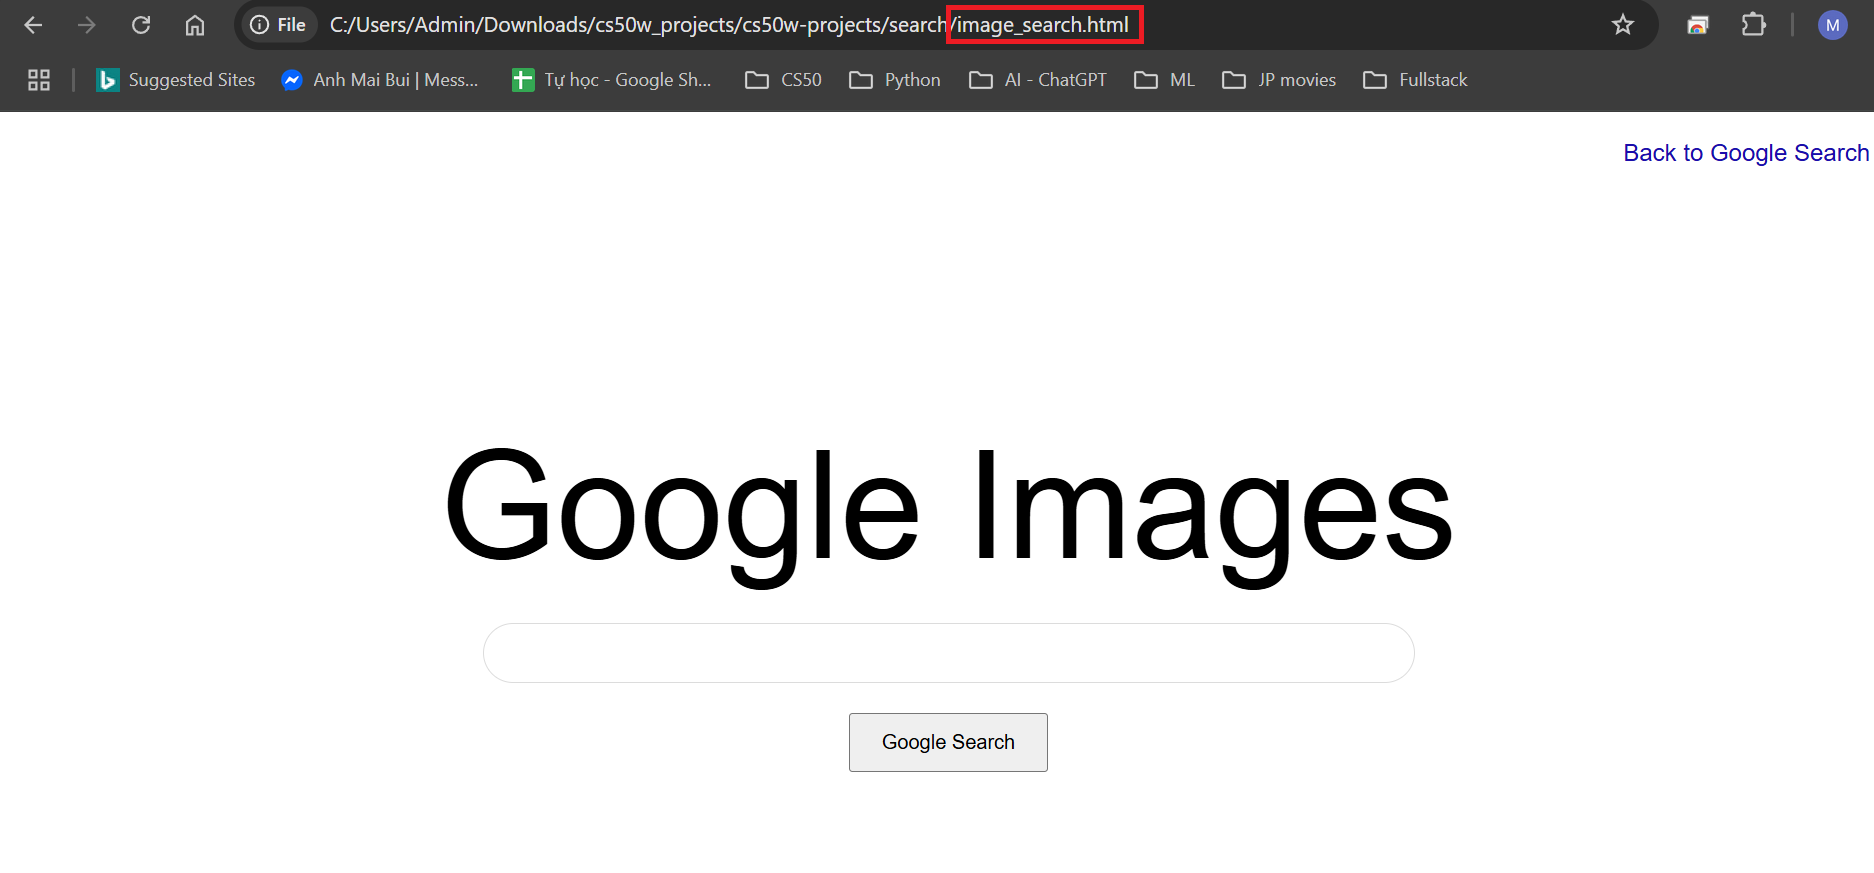 File C:/Users/Admin/Downloads/cs50w_projects/cs50w-projects/search/image_search.html M
Suggested Sites Anh Mai Bui | Mess... Tự học - Google Sh... CS50 Python AI - ChatGPT ML JP movies Fullstack
Back to Google Search
Google Images
Google Search